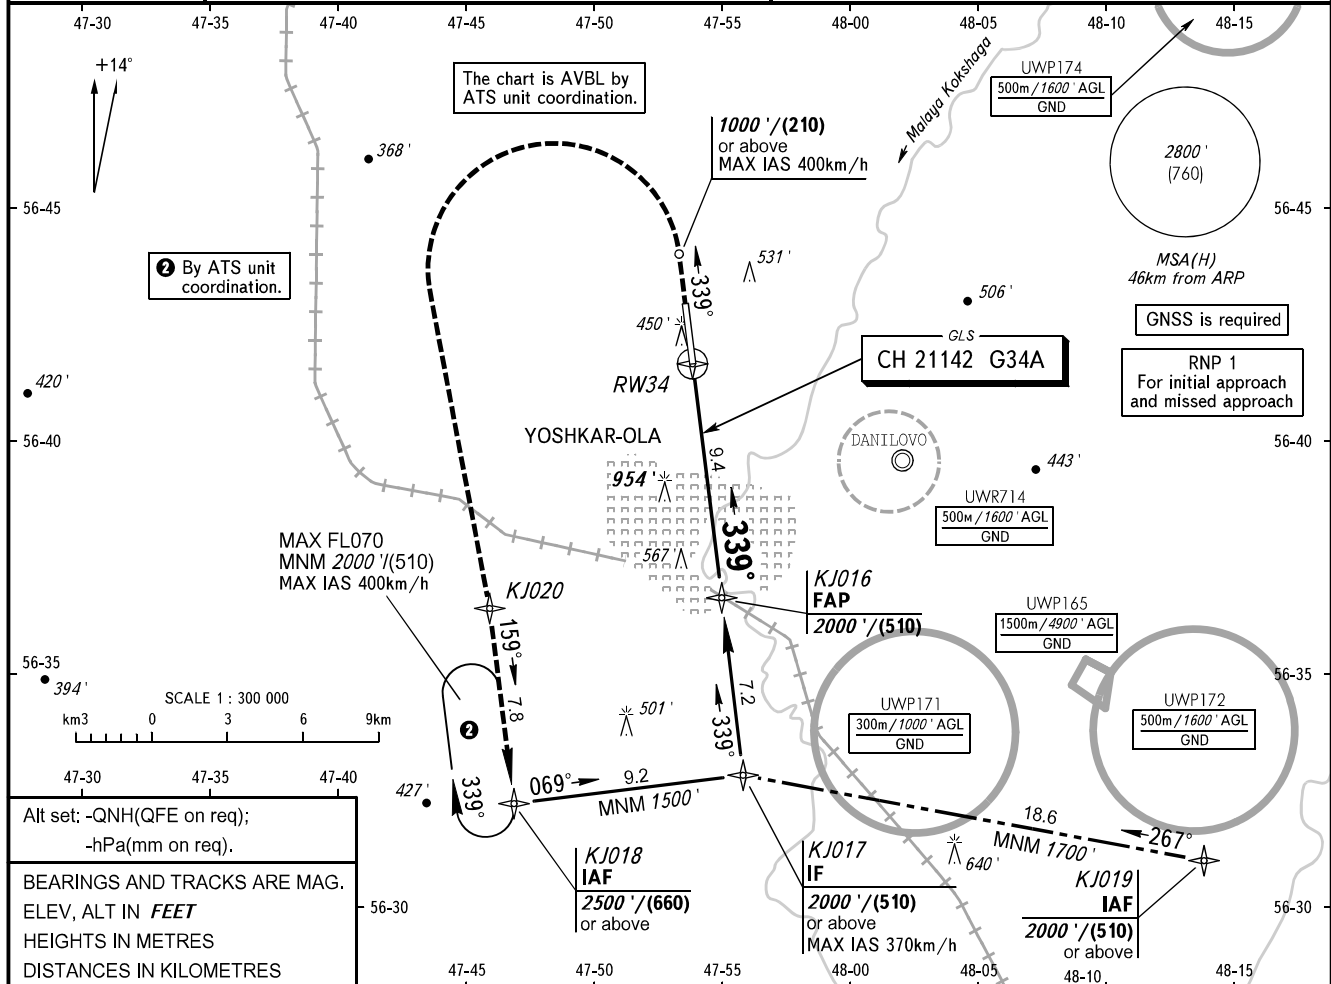 47-30 47-35 47-40 47-45 47-50 47-55 48-00 48-05 48-10 48-15
+14°
The chart is AVBL by
ATS unit coordination.
Malaya Kokshaga
UWP174
500m/1600' AGL
GND
1000 '/(210)
or above
MAX IAS 400km/h
368'
2800'
(760)
56-45
56-45
MSA(H)
46km from ARP
❷ By ATS unit
coordination.
339°
531'
506'
450'
GNSS is required
GLS
CH 21142 G34A
RNP 1
For initial approach
and missed approach
RW34
420'
YOSHKAR-OLA
56-40
56-40
DANILOVO
9.4
954'
443'
UWR714
500м/1600' AGL
GND
339°
567'
MAX FL070
MNM 2000 '/(510)
MAX IAS 400km/h
KJ020
KJ016
FAP
2000 '/(510)
UWP165
1500m/4900' AGL
GND
159°
7.8
56-35
56-35
394'
SCALE 1 : 300 000
km3 0 3 6 9km
❷
501'
7.2
339°
UWP171
300m/1000' AGL
GND
UWP172
500m/1600' AGL
GND
47-30 47-35 47-40
427'
339°
069°
9.2
MNM 1500'
18.6
MNM 1700'
267°
640'
Alt set: -QNH(QFE on req);
-hPa(mm on req).
KJ018
IAF
2500 '/(660)
or above
KJ017
IF
2000 '/(510)
or above
MAX IAS 370km/h
KJ019
IAF
2000 '/(510)
or above
BEARINGS AND TRACKS ARE MAG.
ELEV, ALT IN FEET
HEIGHTS IN METRES
DISTANCES IN KILOMETRES
56-30
56-30
47-45 47-50 47-55 48-00 48-05 48-10 48-15